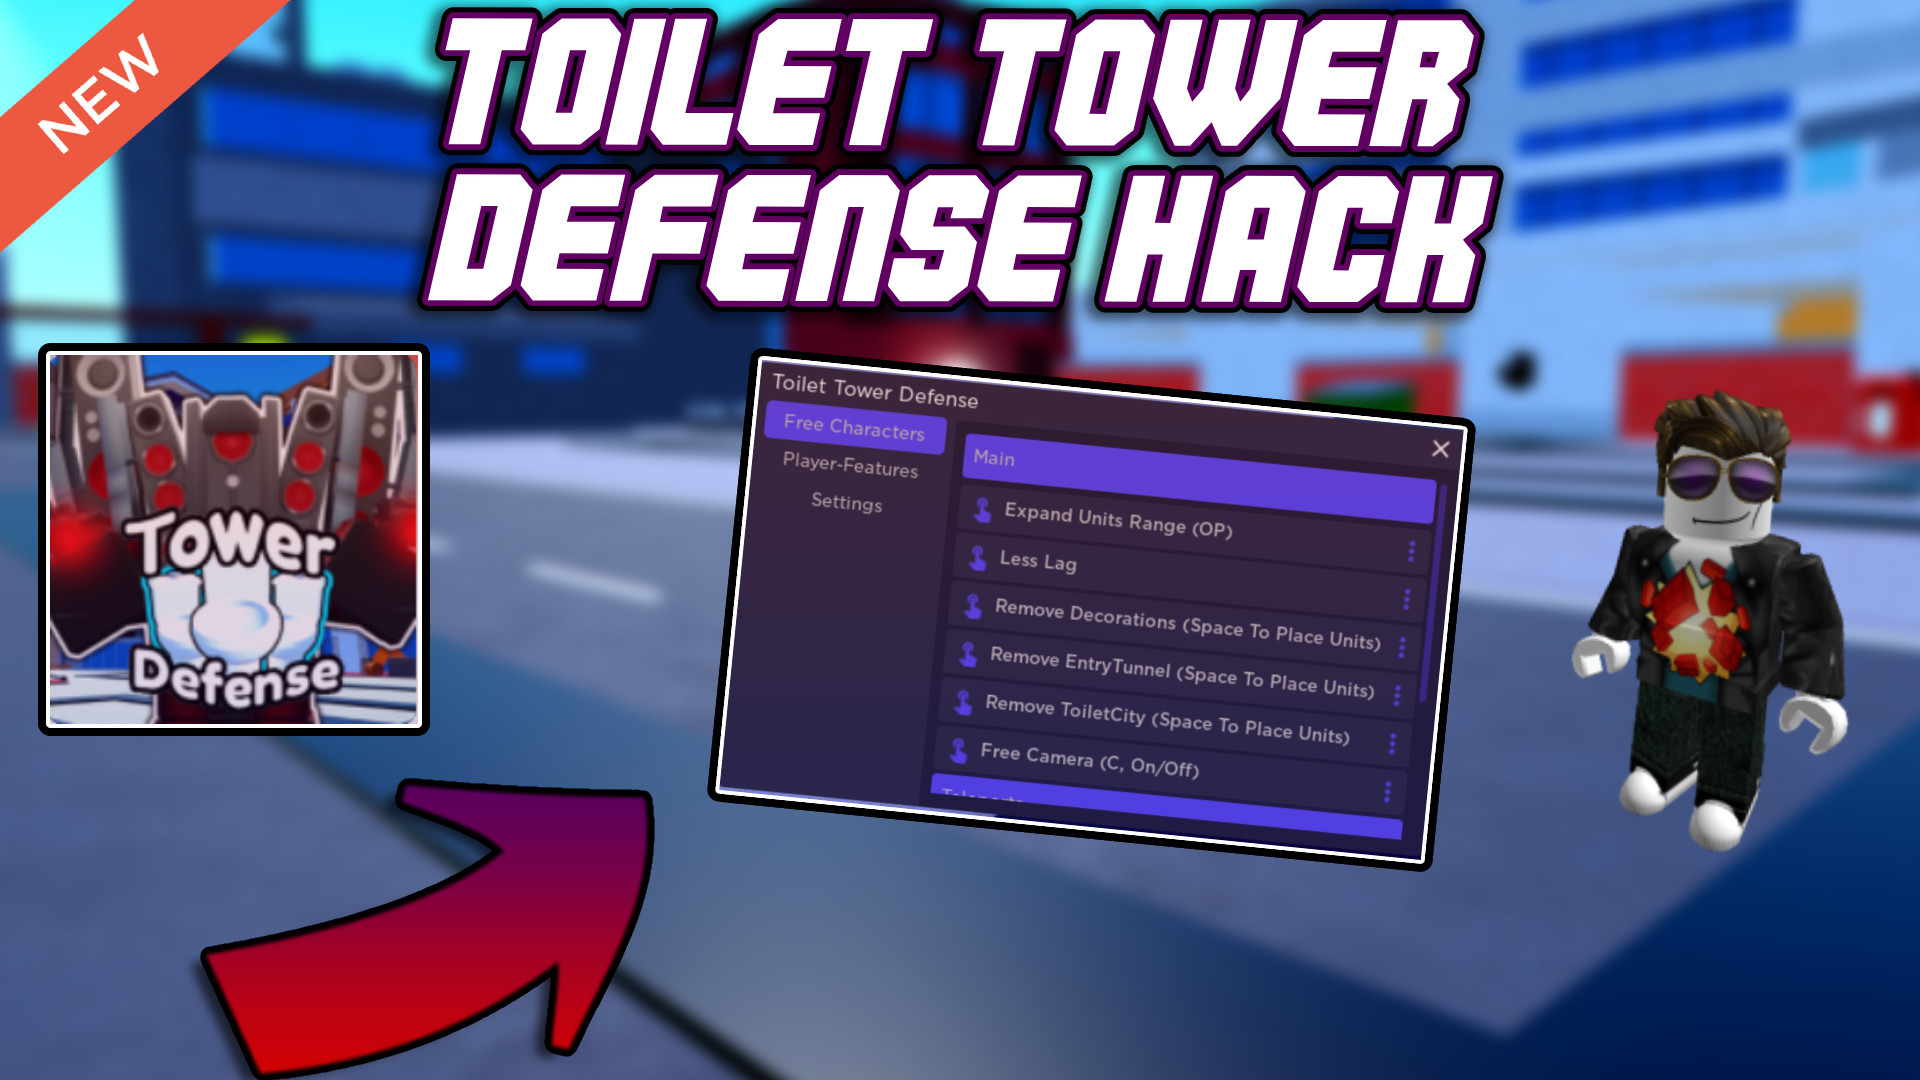 NEW
TOILET TOWER
DEFENSE HACK
Tower
Defense
Toilet Tower Defense
Free Characters
Player-Features
Settings
Main
Expand Units Range (OP)
Less Lag
Remove Decorations (Space To Place Units)
Remove EntryTunnel (Space To Place Units)
Remove ToiletCity (Space To Place Units)
Free Camera (C, On/Off)